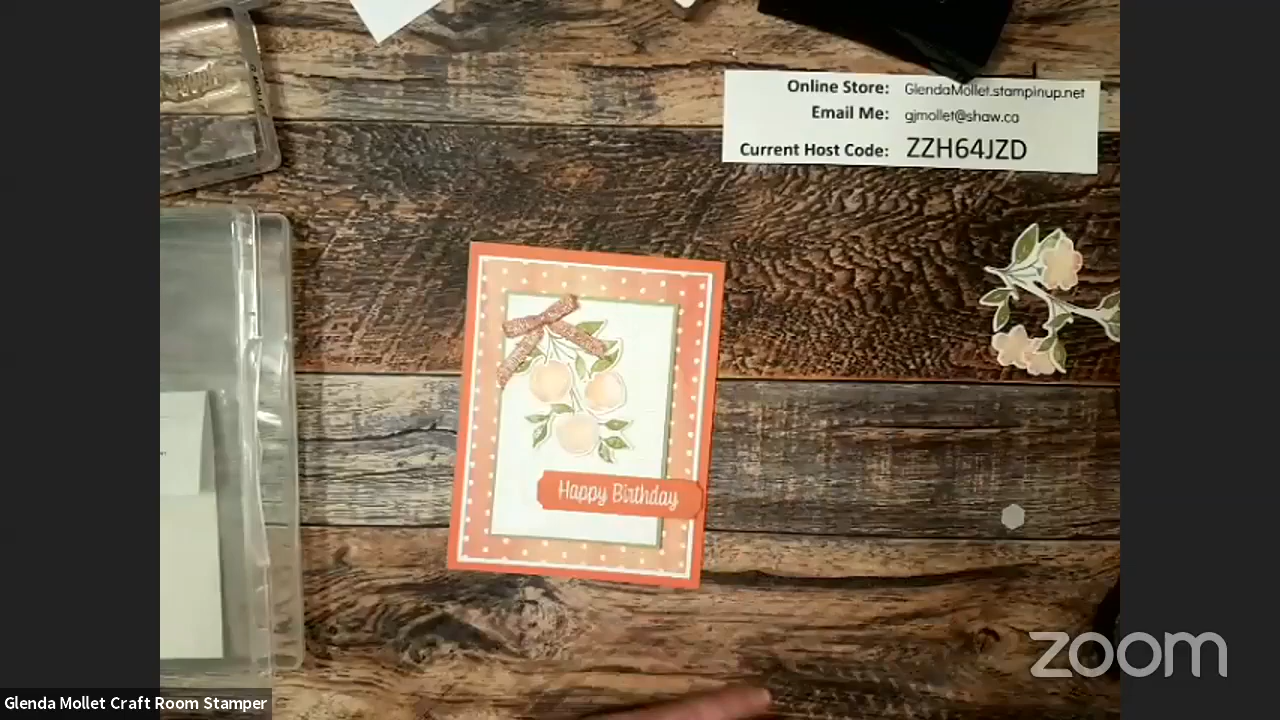 Online Store: GlendaMollet.stampinup.net
Email Me: gjmollet@shaw.ca
Current Host Code: ZZH64JZD
Happy Birthday
zoom
Glenda Mollet Craft Room Stamper